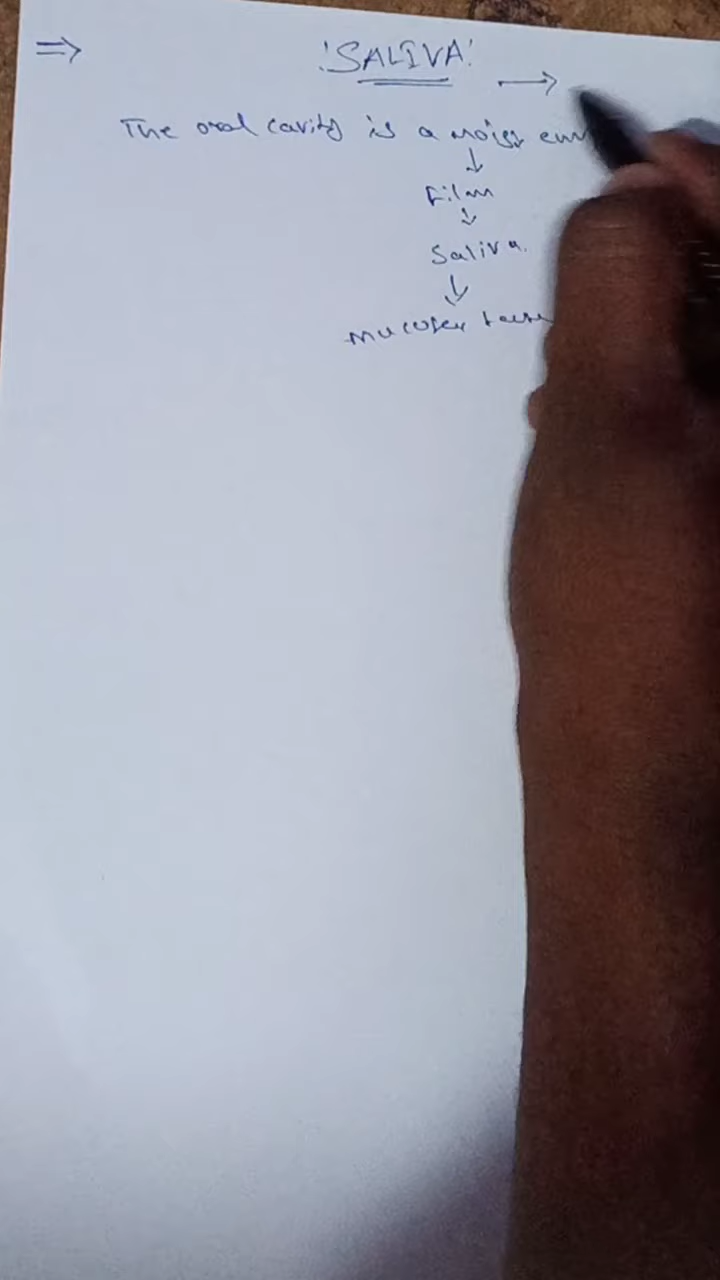 ⇒ 'SALIVA' →
The oral cavity is a moist
↓
Film
↓
Saliva
↓